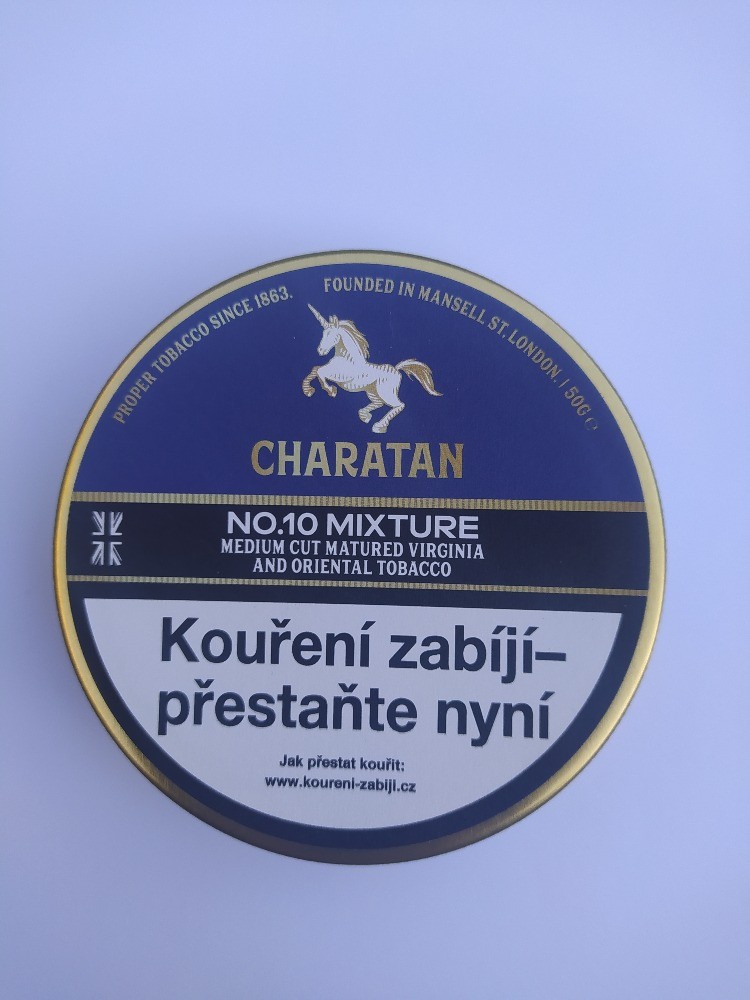 PROPER TOBACCO SINCE 1863. FOUNDED IN MANSELL ST. LONDON. | 50G ℮
CHARATAN
NO.10 MIXTURE
MEDIUM CUT MATURED VIRGINIA
AND ORIENTAL TOBACCO
Kouření zabíjí–
přestaňte nyní
Jak přestat kouřit:
www.koureni-zabiji.cz